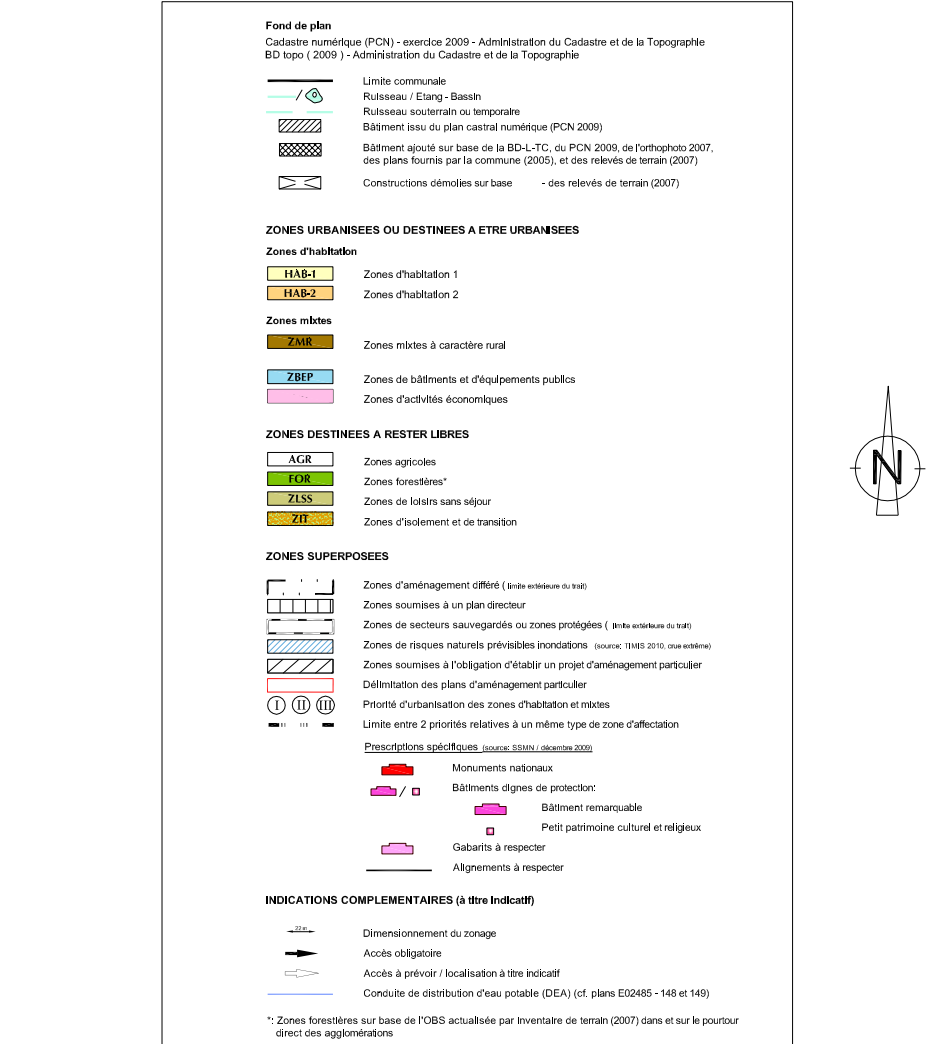 Fond de plan
Cadastre numérique (PCN) - exercice 2009 - Administration du Cadastre et de la Topographie
BD topo ( 2009 ) - Administration du Cadastre et de la Topographie
Limite communale
/ Ruisseau / Etang - Bassin
Ruisseau souterrain ou temporaire
Bâtiment issu du plan castral numérique (PCN 2009)
Bâtiment ajouté sur base de la BD-L-TC, du PCN 2009, de l'orthophoto 2007,
des plans fournis par la commune (2005), et des relevés de terrain (2007)
Constructions démolies sur base - des relevés de terrain (2007)
ZONES URBANISEES OU DESTINEES A ETRE URBANISEES
Zones d'habitation
HAB-1 Zones d'habitation 1
HAB-2 Zones d'habitation 2
Zones mixtes
ZMR Zones mixtes à caractère rural
ZBEP Zones de bâtiments et d'équipements publics
Zones d'activités économiques
ZONES DESTINEES A RESTER LIBRES
AGR Zones agricoles
FOR Zones forestières*
ZLSS Zones de loisirs sans séjour
ZIT Zones d'isolement et de transition
N
ZONES SUPERPOSEES
Zones d'aménagement différé ( limite extérieure du trait)
Zones soumises à un plan directeur
Zones de secteurs sauvegardés ou zones protégées ( limite extérieure du trait)
Zones de risques naturels prévisibles inondations (source: TIMIS 2010, crue extrême)
Zones soumises à l'obligation d'établir un projet d'aménagement particulier
Délimitation des plans d'aménagement particulier
I II III Priorité d'urbanisation des zones d'habitation et mixtes
Limite entre 2 priorités relatives à un même type de zone d'affectation
Prescriptions spécifiques (source: SSMN / décembre 2009)
Monuments nationaux
/ Bâtiments dignes de protection:
Bâtiment remarquable
Petit patrimoine culturel et religieux
Gabarits à respecter
Alignements à respecter
INDICATIONS COMPLEMENTAIRES (à titre indicatif)
22 m Dimensionnement du zonage
Accès obligatoire
Accès à prévoir / localisation à titre indicatif
Conduite de distribution d'eau potable (DEA) (cf. plans E02485 - 148 et 149)
*: Zones forestières sur base de l'OBS actualisée par inventaire de terrain (2007) dans et sur le pourtour
direct des agglomérations